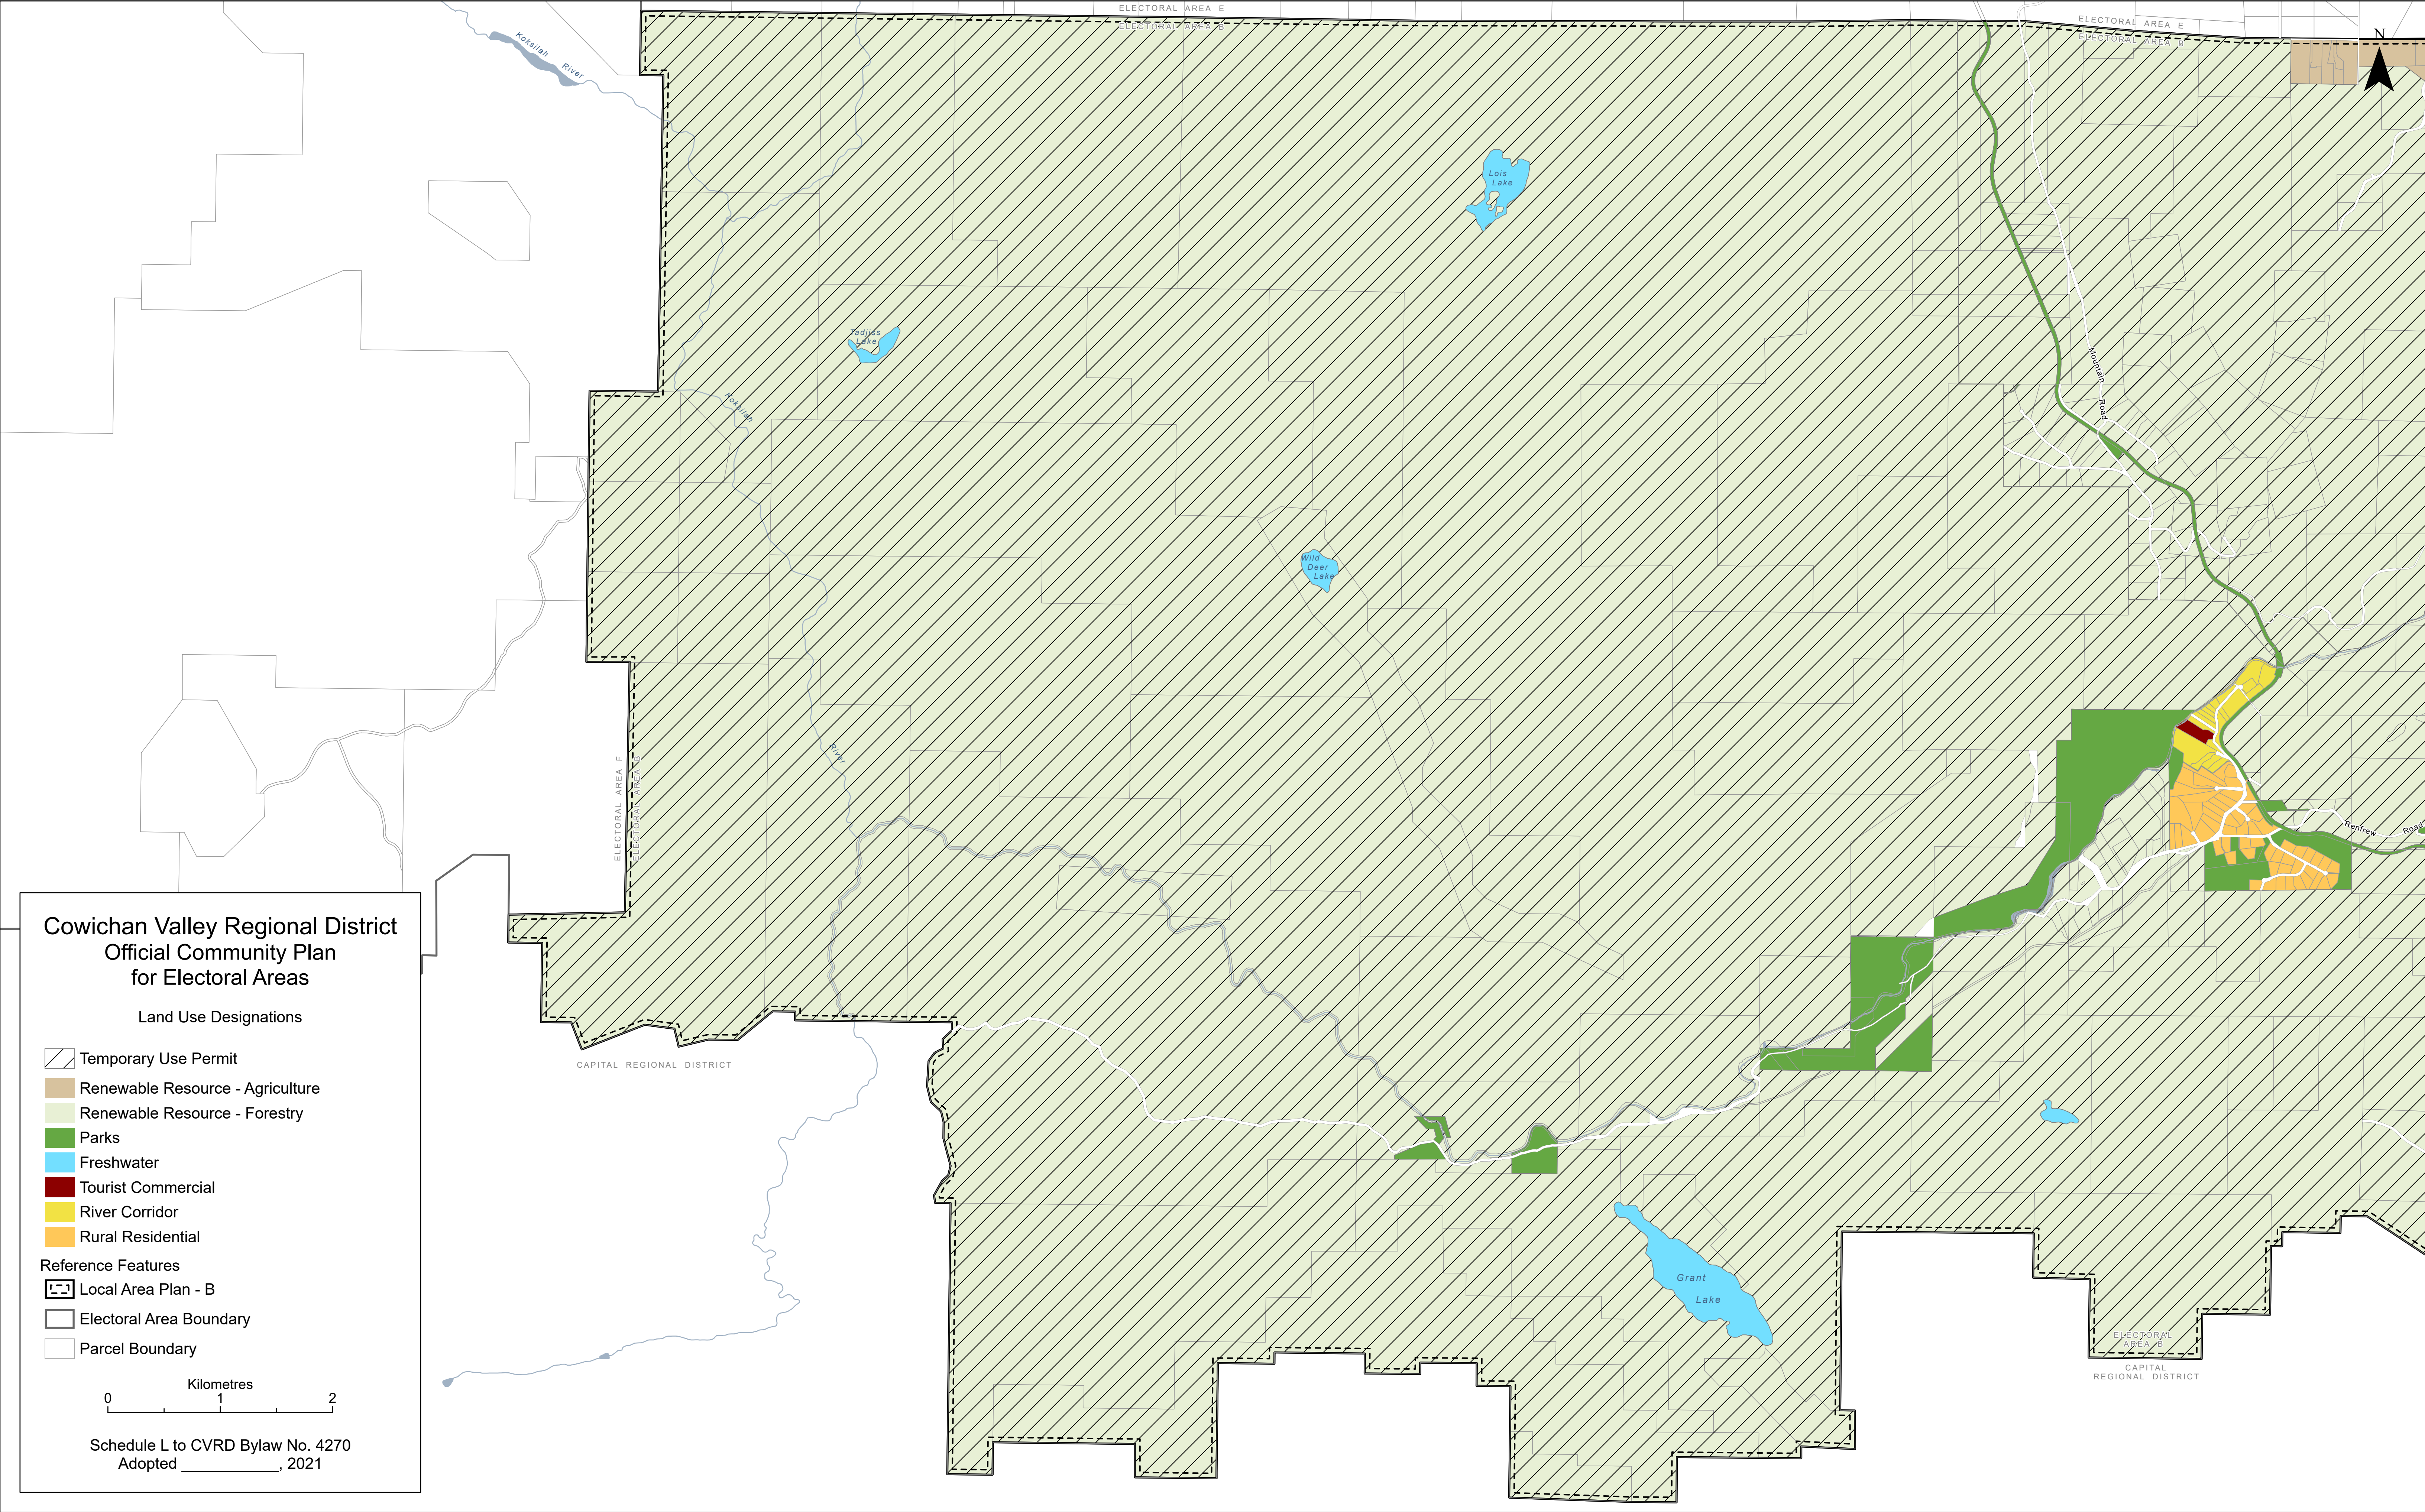 ELECTORAL AREA E
ELECTORAL AREA B
ELECTORAL AREA E
ELECTORAL AREA B
N
Koksilah
River
Lois
Lake
Tadjiss
Lake
Mountain
Road
Koksilah
Wild
Deer
Lake
River
ELECTORAL AREA F
ELECTORAL AREA B
Renfrew
Road
CAPITAL REGIONAL DISTRICT
Grant
Lake
ELECTORAL
AREA B
CAPITAL
REGIONAL DISTRICT
Cowichan Valley Regional District
Official Community Plan
for Electoral Areas
Land Use Designations
Temporary Use Permit
Renewable Resource - Agriculture
Renewable Resource - Forestry
Parks
Freshwater
Tourist Commercial
River Corridor
Rural Residential
Reference Features
Local Area Plan - B
Electoral Area Boundary
Parcel Boundary
Kilometres
0 1 2
Schedule L to CVRD Bylaw No. 4270
Adopted ____________, 2021